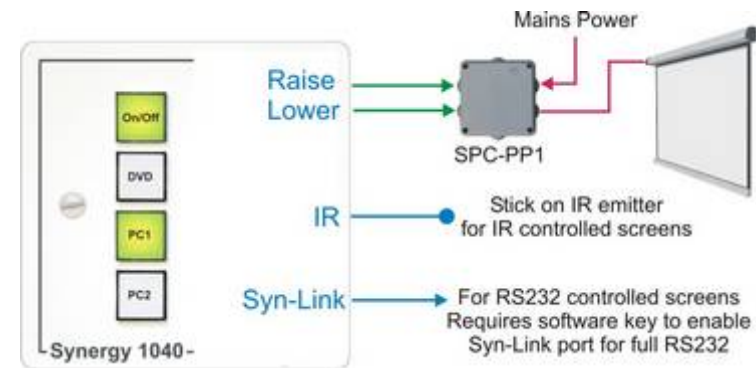 Mains Power
Raise
Lower
SPC-PP1
On/Off
DVD
PC1
PC2
IR
Stick on IR emitter
for IR controlled screens
Syn-Link
For RS232 controlled screens
Requires software key to enable
Syn-Link port for full RS232
Synergy 1040